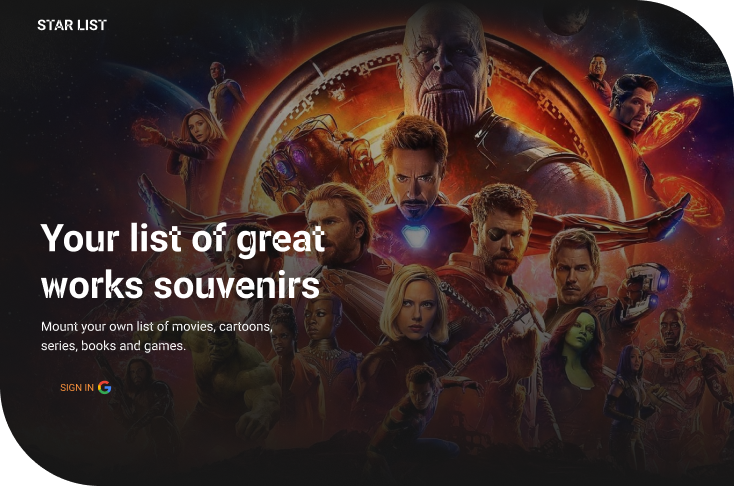 STAR LIST
Your list of great
works souvenirs
Mount your own list of movies, cartoons,
series, books and games.
SIGN IN